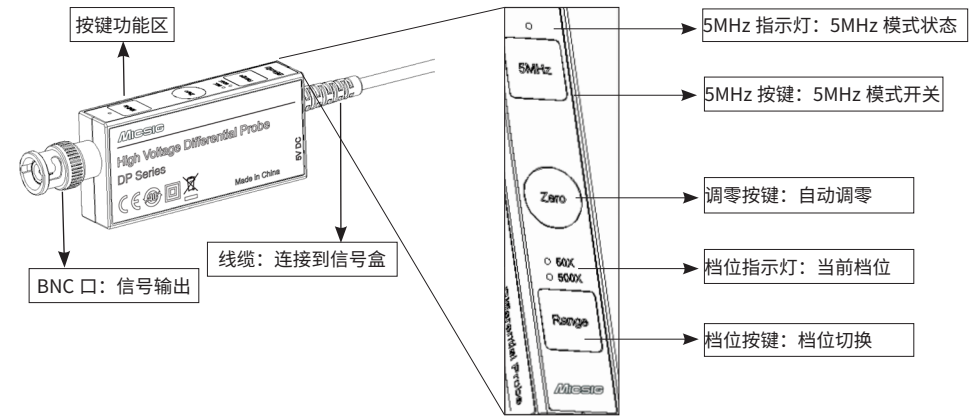 按键功能区
MICSIG
High Voltage Differential Probe
DP Series
5V DC
Made in China
CE
BNC 口：信号输出
线缆：连接到信号盒
5MHz
Zero
50X
500X
Range
MICSIG
Differential Probe
5MHz 指示灯：5MHz 模式状态
5MHz 按键：5MHz 模式开关
调零按键：自动调零
档位指示灯：当前档位
档位按键：档位切换